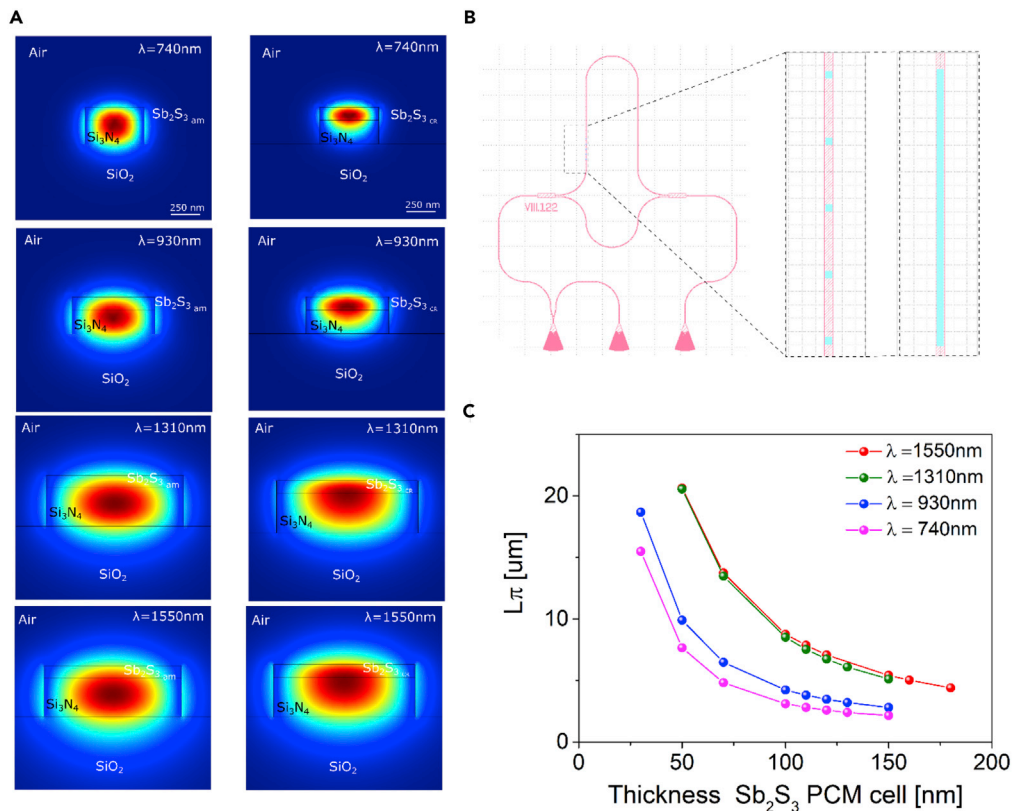 A
Air
λ=740nm
Sb₂S₃ am
Si₃N₄
SiO₂
250 nm
Air
λ=740nm
Sb₂S₃ CR
Si₃N₄
SiO₂
250 nm
Air
λ=930nm
Sb₂S₃ am
Si₃N₄
SiO₂
Air
λ=930nm
Sb₂S₃ CR
Si₃N₄
SiO₂
Air
λ=1310nm
Sb₂S₃ am
Si₃N₄
SiO₂
Air
λ=1310nm
Sb₂S₃ CR
Si₃N₄
SiO₂
Air
λ=1550nm
Sb₂S₃ am
Si₃N₄
SiO₂
Air
λ=1550nm
Sb₂S₃ CR
Si₃N₄
SiO₂
B
VIII.122
C
λ =1550nm
λ =1310nm
λ = 930nm
λ = 740nm
Lπ [um]
20
10
0
0
50
100
150
200
Thickness Sb₂S₃ PCM cell [nm]